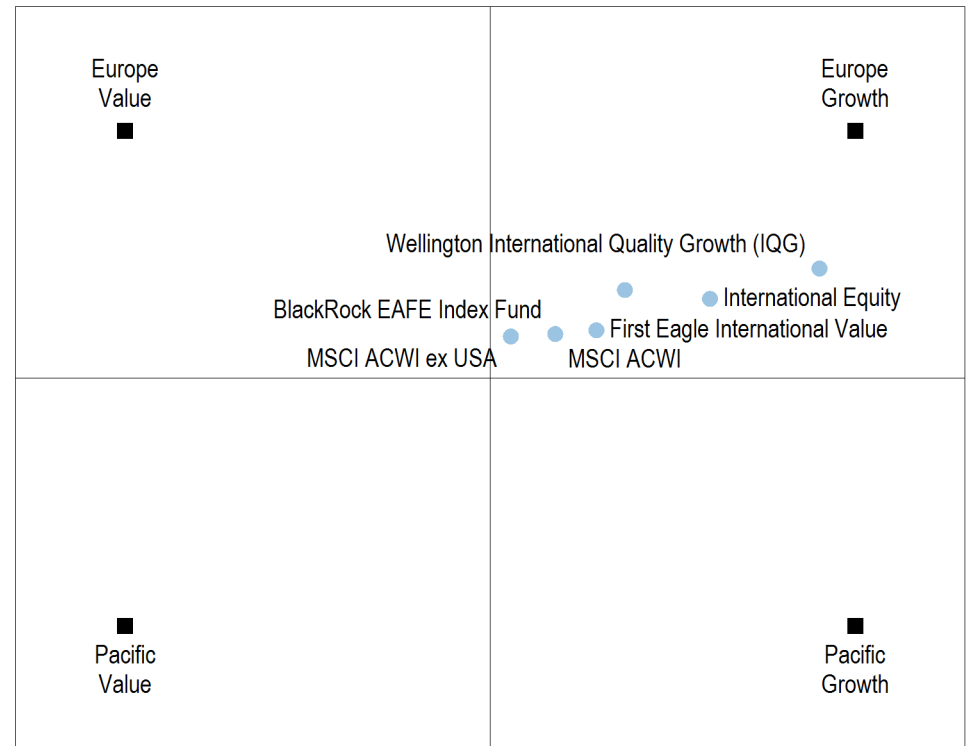 Europe
Value
Europe
Growth
Wellington International Quality Growth (IQG)
International Equity
BlackRock EAFE Index Fund
First Eagle International Value
MSCI ACWI ex USA
MSCI ACWI
Pacific
Value
Pacific
Growth